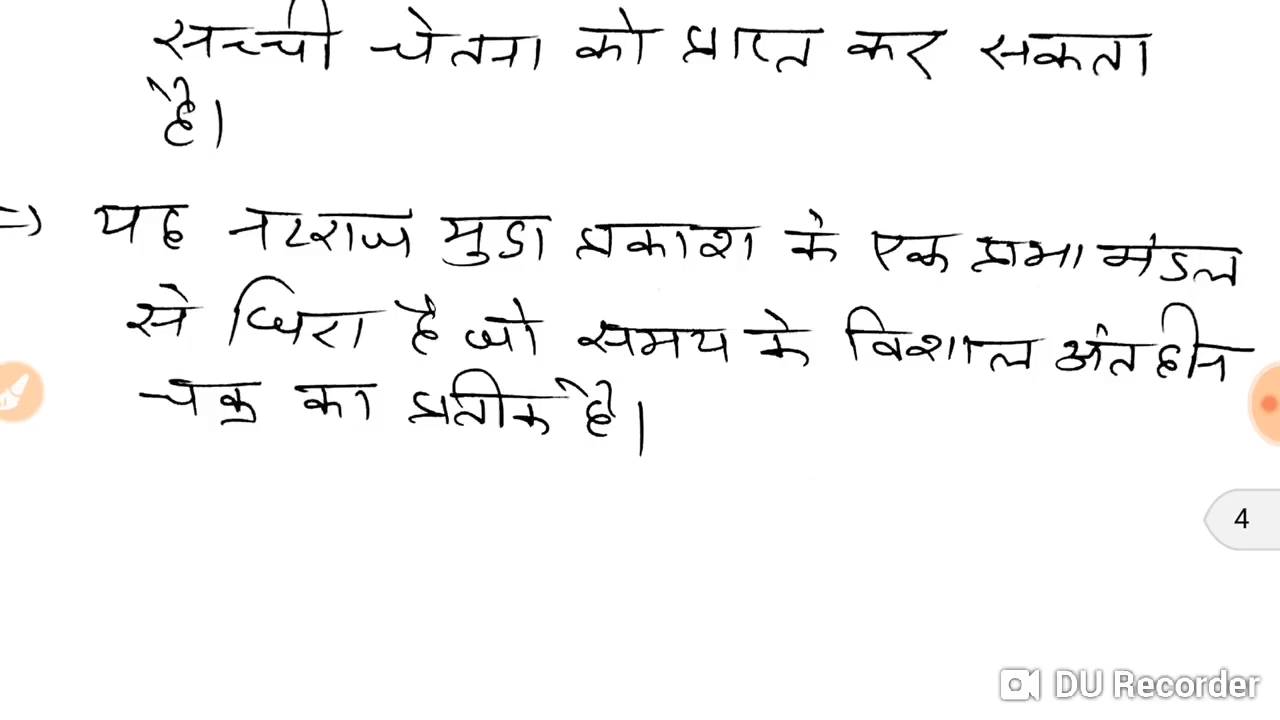 सच्ची चेतना को प्राप्त कर सकता
है।
=) यह नटराज मुद्रा प्रकाश के एक प्रभा मंडल
से घिरा है जो समय के विशाल अंतहीन
चक्र का प्रतीक है।
4
DU Recorder